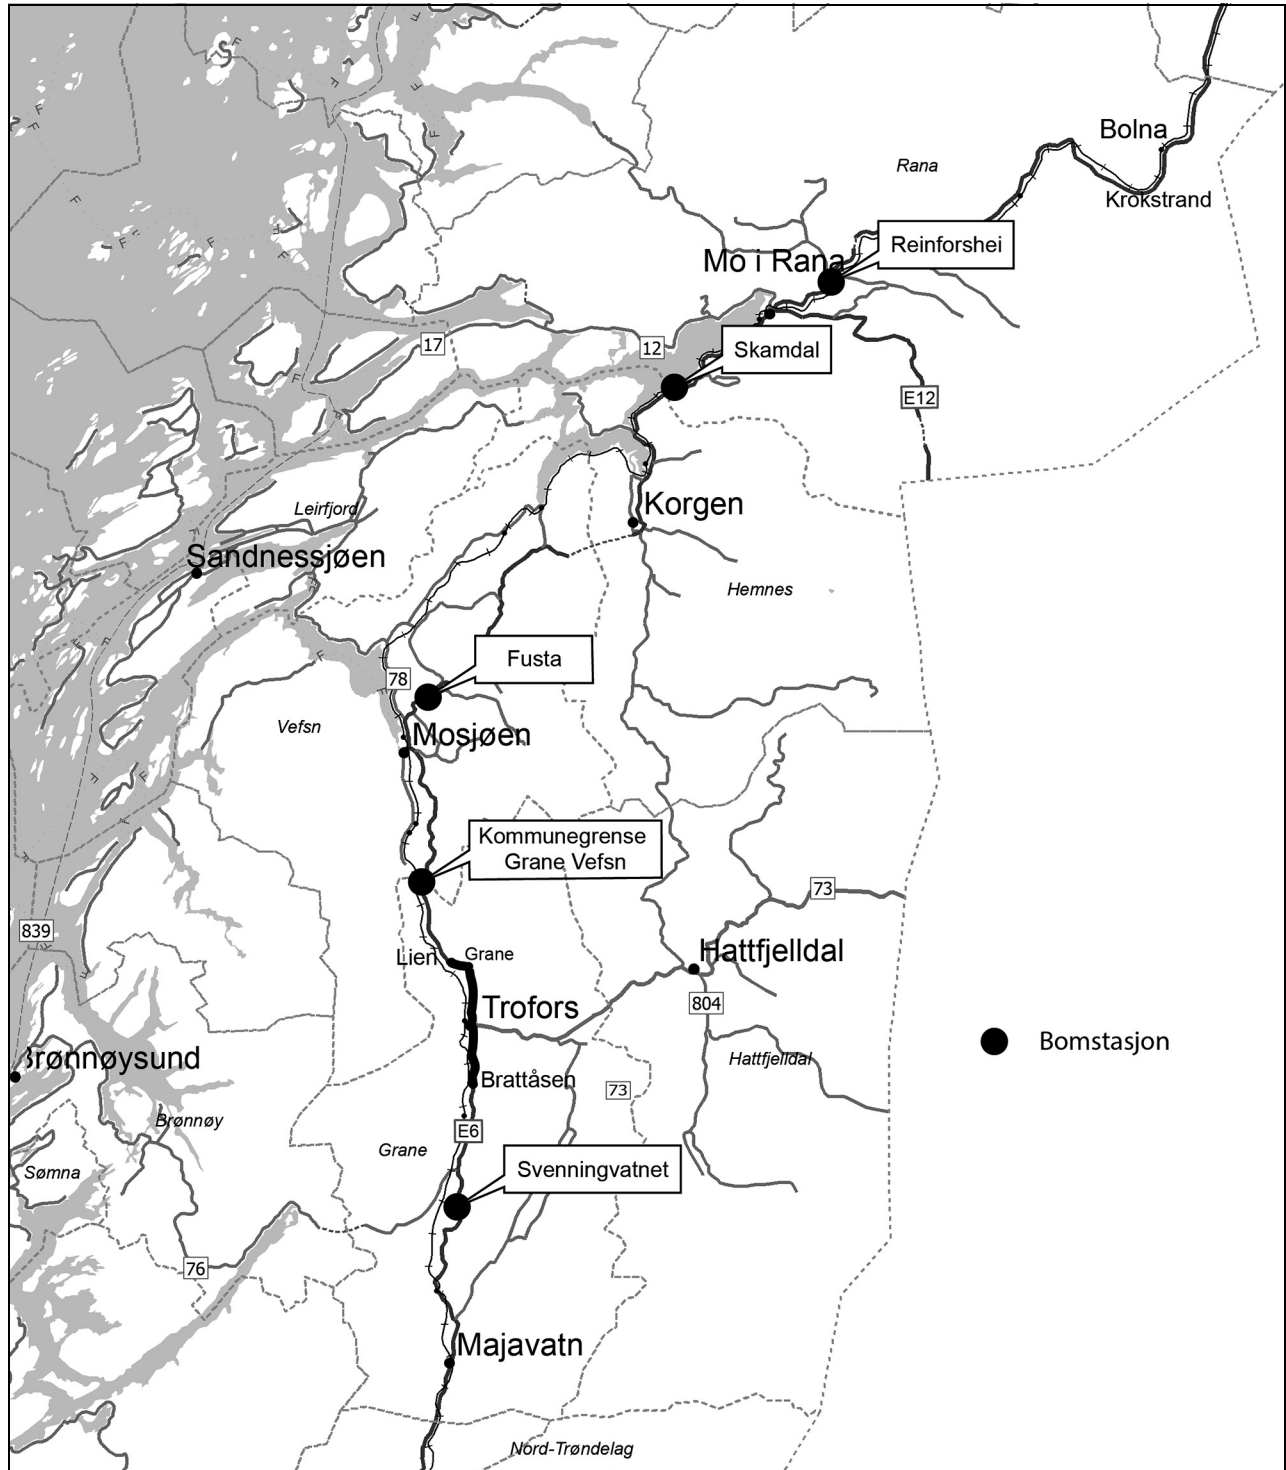 Bolna
Rana
Krokstrand
Reinforshei
Mo i Rana
17
12
Skamdal
E12
Korgen
Leirfjord
Sandnessjøen
Hemnes
Fusta
78
Vefsn
Mosjøen
Kommunegrense
Grane Vefsn
73
839
Lien
Grane
Hattfjelldal
804
Trofors
Bomstasjon
Brønnøysund
Hattfjelldal
Brattåsen
73
Brønnøy
E6
Grane
Sømna
Svenningvatnet
76
Majavatn
Nord-Trøndelag